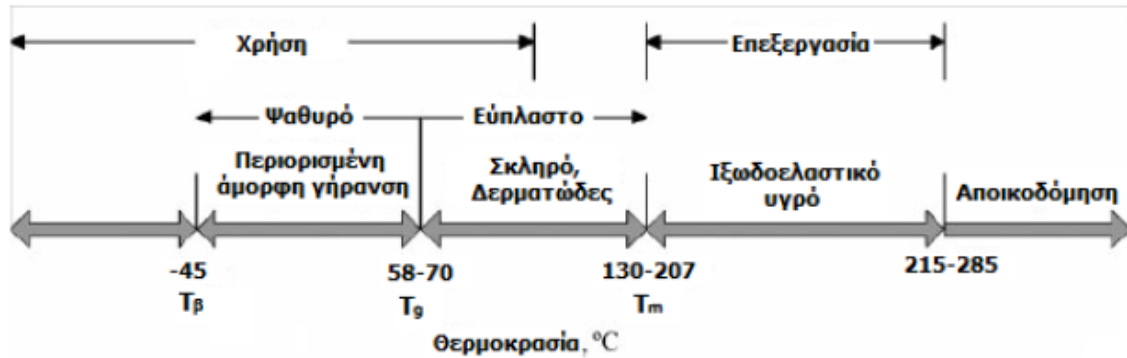 Χρήση
Επεξεργασία
Ψαθυρό
Εύπλαστο
Περιορισμένη
άμορφη γήρανση
Σκληρό,
Δερματώδες
Ιξωδοελαστικό
υγρό
Αποικοδόμηση
-45
58-70
130-207
215-285
Tβ
Tg
Tm
Θερμοκρασία, ºC